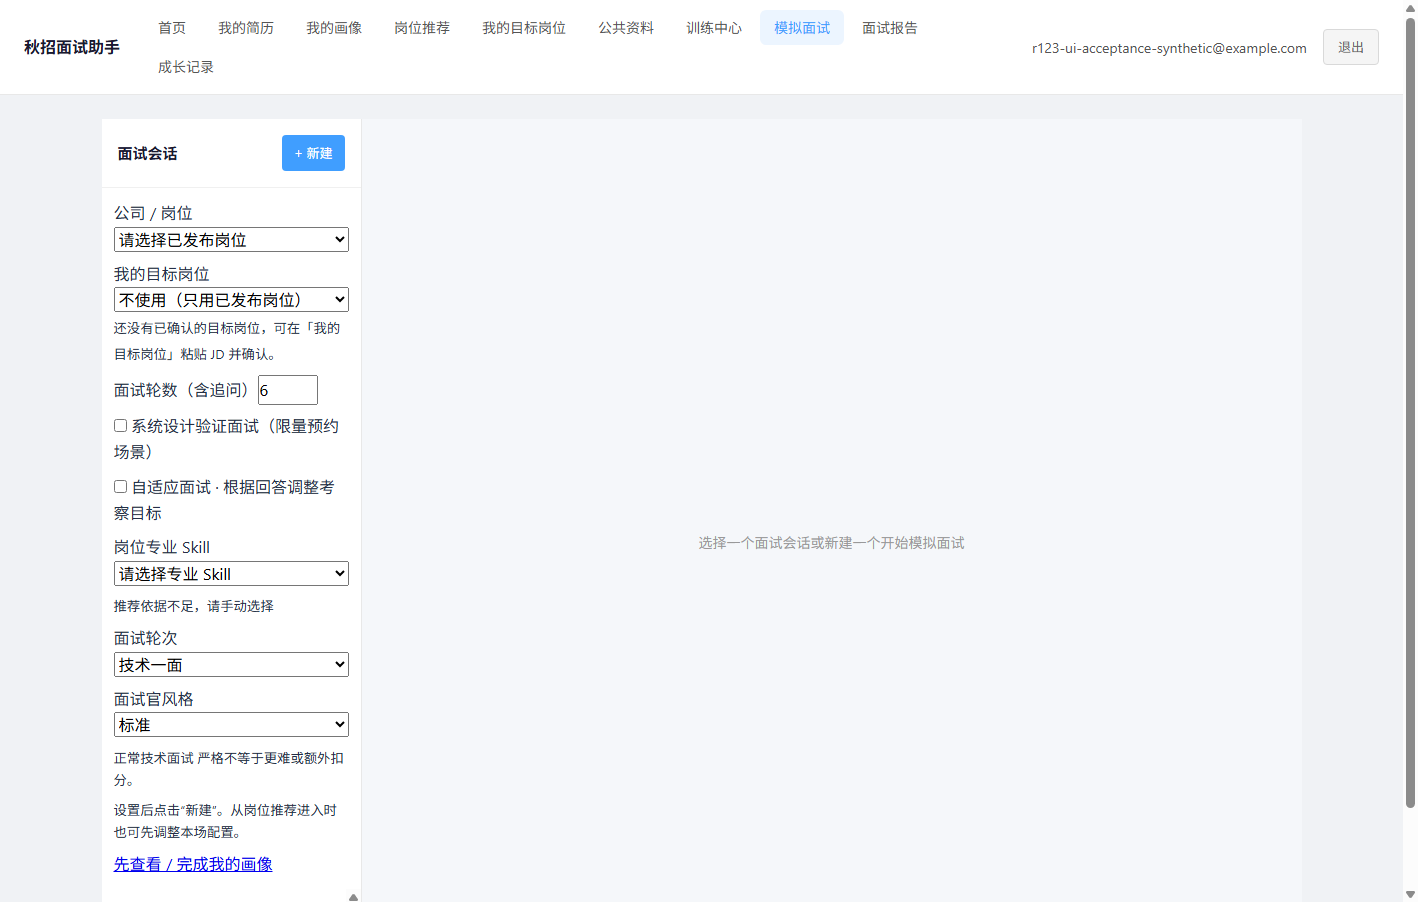 秋招面试助手
首页 我的简历 我的画像 岗位推荐 我的目标岗位 公共资料 训练中心 模拟面试 面试报告
成长记录
r123-ui-acceptance-synthetic@example.com 退出
面试会话 + 新建
公司 / 岗位
请选择已发布岗位
我的目标岗位
不使用（只用已发布岗位）
还没有已确认的目标岗位，可在「我的
目标岗位」粘贴 JD 并确认。
面试轮数（含追问） 6
系统设计验证面试（限量预约
场景）
自适应面试 · 根据回答调整考
察目标
岗位专业 Skill
请选择专业 Skill
推荐依据不足，请手动选择
面试轮次
技术一面
面试官风格
标准
正常技术面试 严格不等于更难或额外扣
分。
设置后点击“新建”。从岗位推荐进入时
也可先调整本场配置。
先查看 / 完成我的画像
选择一个面试会话或新建一个开始模拟面试